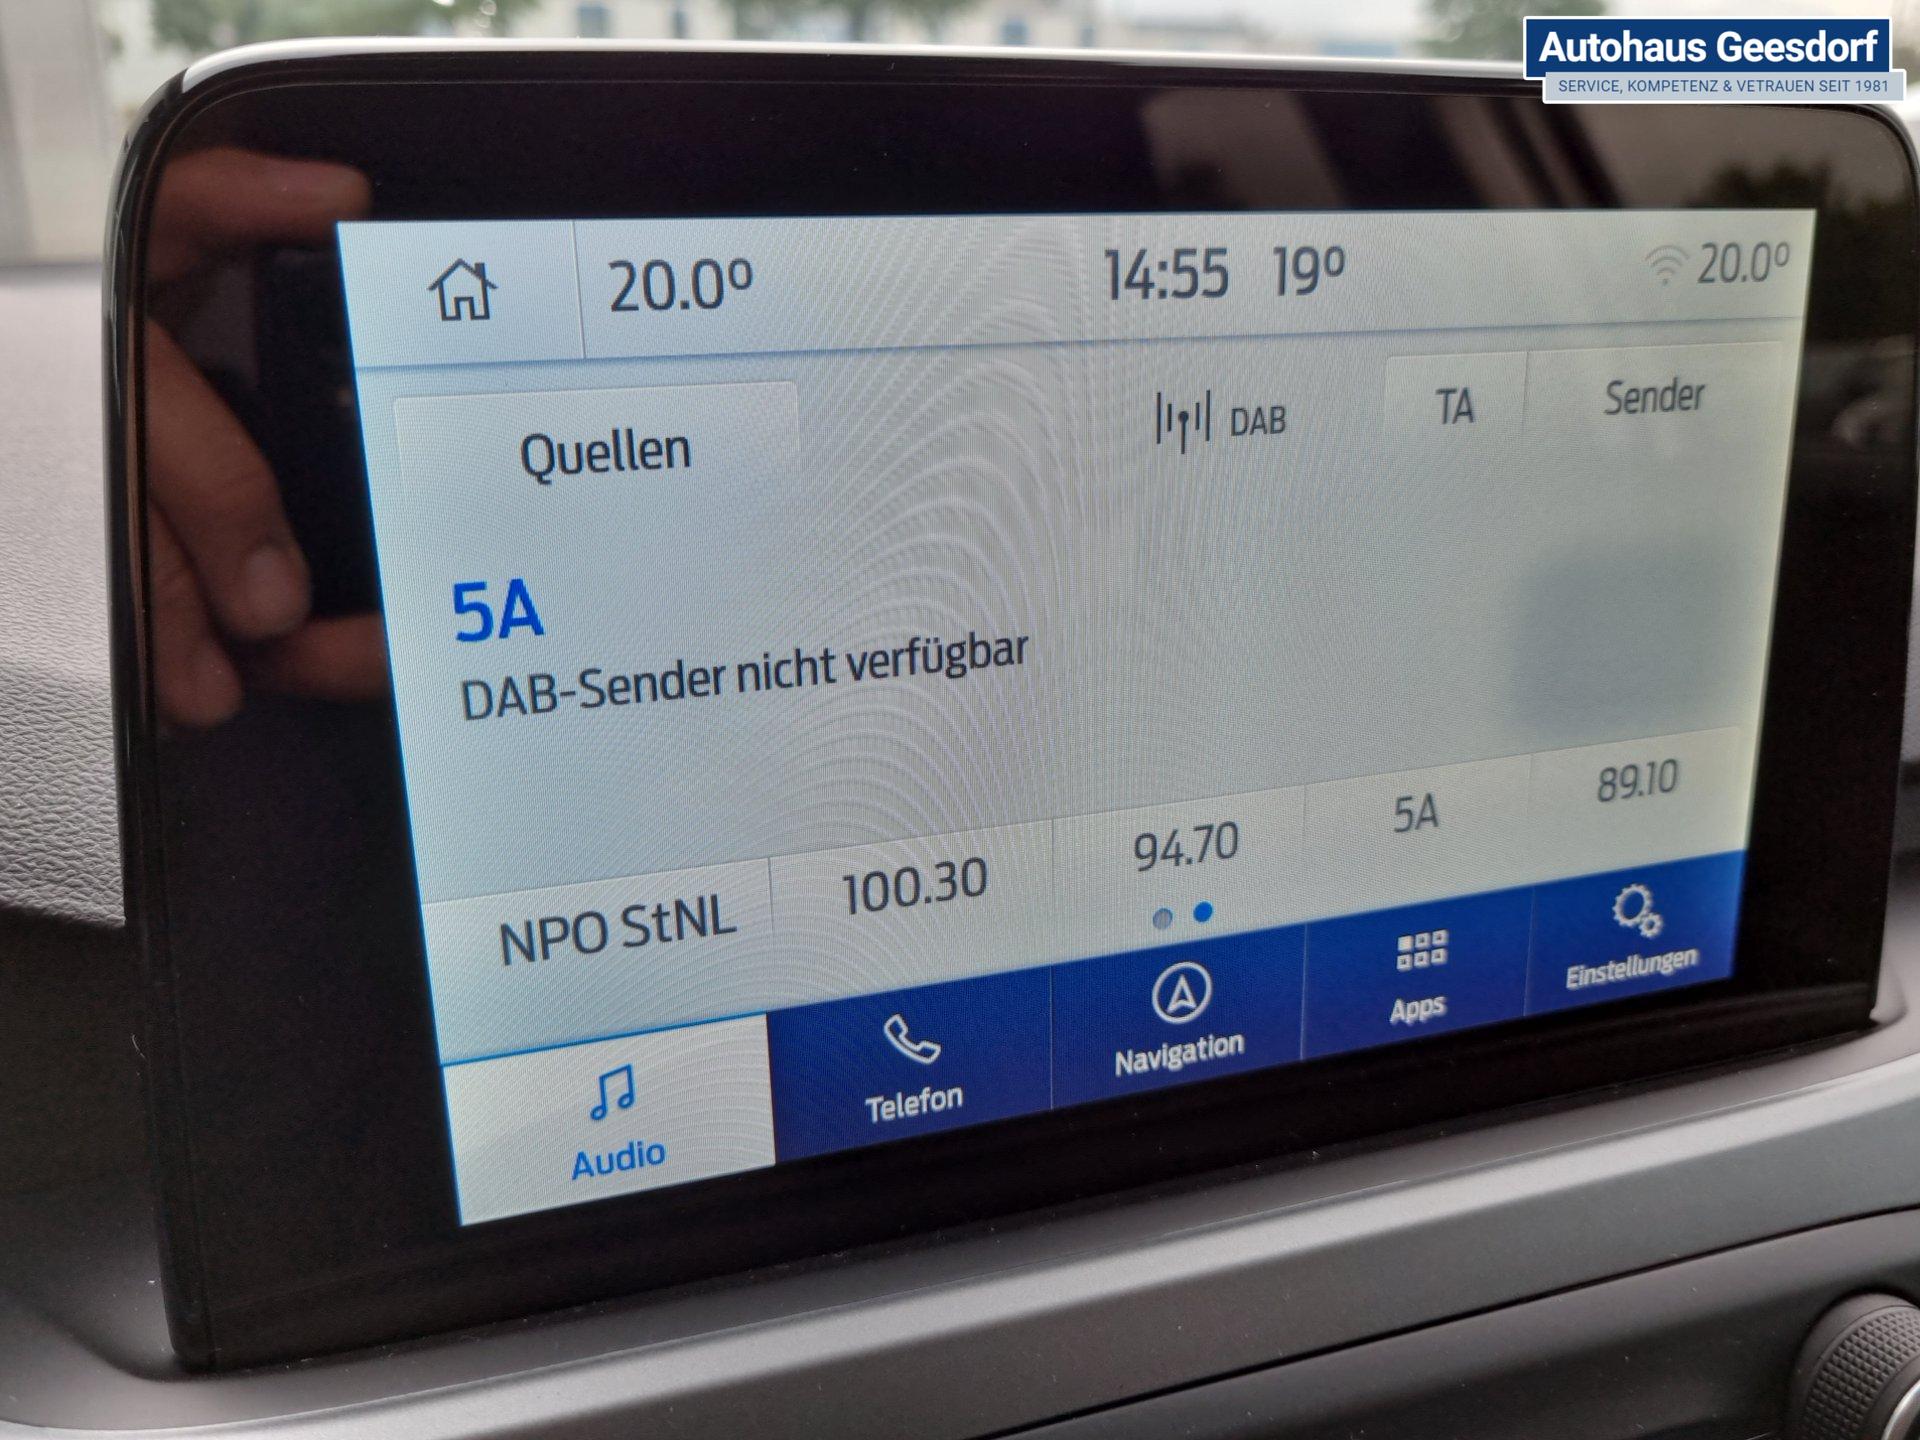 Autohaus Geesdorf
SERVICE, KOMPETENZ & VETRAUEN SEIT 1981
20.0° 14:55 19° 20.0°
Quellen DAB TA Sender
5A
DAB-Sender nicht verfügbar
NPO StNL 100.30 94.70 5A 89.10
Audio Telefon Navigation Apps Einstellungen